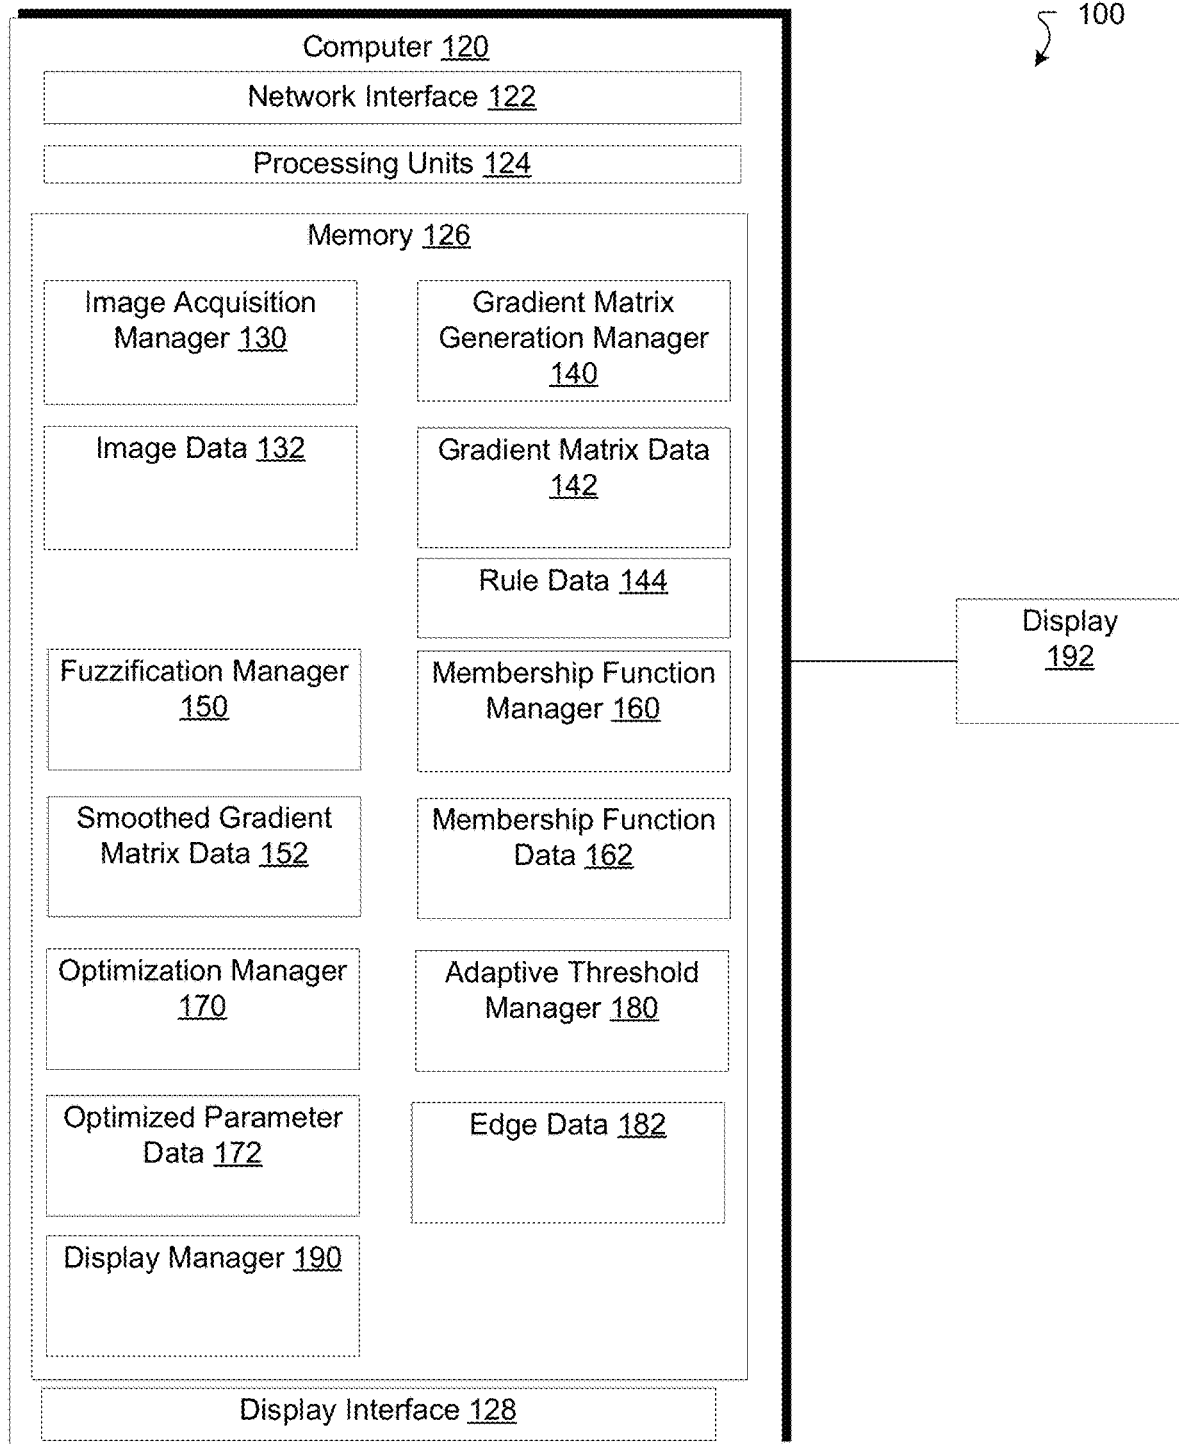 100
Computer 120
Network Interface 122
Processing Units 124
Memory 126
Image Acquisition
Manager 130
Gradient Matrix
Generation Manager
140
Image Data 132
Gradient Matrix Data
142
Rule Data 144
Display
192
Fuzzification Manager
150
Membership Function
Manager 160
Smoothed Gradient
Matrix Data 152
Membership Function
Data 162
Optimization Manager
170
Adaptive Threshold
Manager 180
Optimized Parameter
Data 172
Edge Data 182
Display Manager 190
Display Interface 128